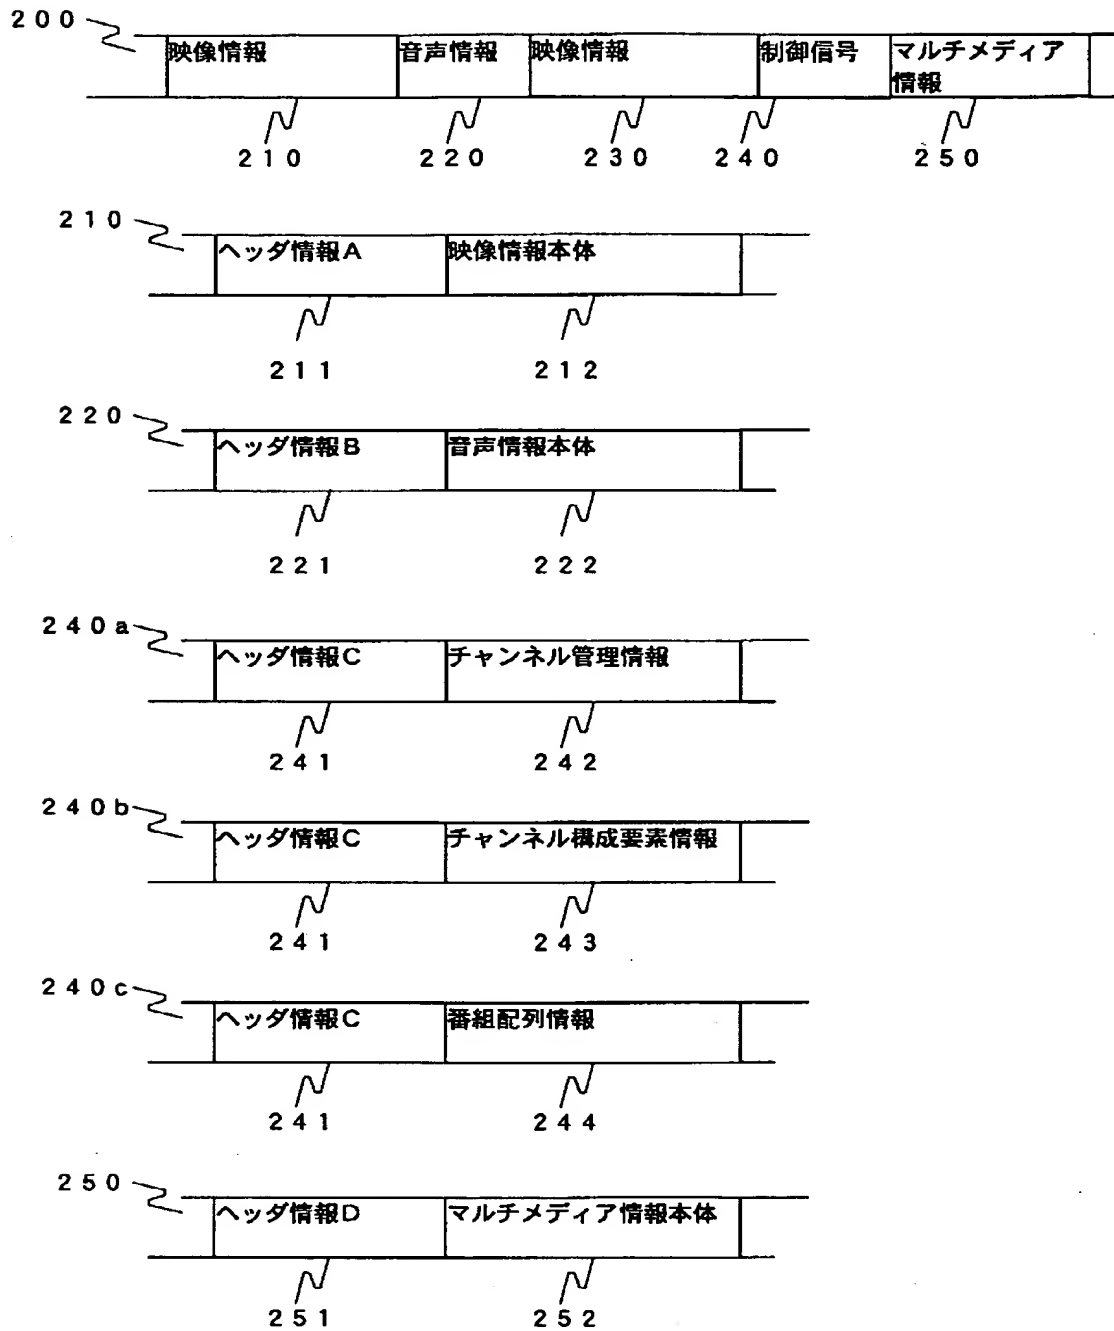 ２００
映像情報 音声情報 映像情報 制御信号 マルチメディア
情報
２１０ ２２０ ２３０ ２４０ ２５０
２１０
ヘッダ情報Ａ 映像情報本体
２１１ ２１２
２２０
ヘッダ情報Ｂ 音声情報本体
２２１ ２２２
２４０a
ヘッダ情報Ｃ チャンネル管理情報
２４１ ２４２
２４０b
ヘッダ情報Ｃ チャンネル構成要素情報
２４１ ２４３
２４０c
ヘッダ情報Ｃ 番組配列情報
２４１ ２４４
２５０
ヘッダ情報Ｄ マルチメディア情報本体
２５１ ２５２